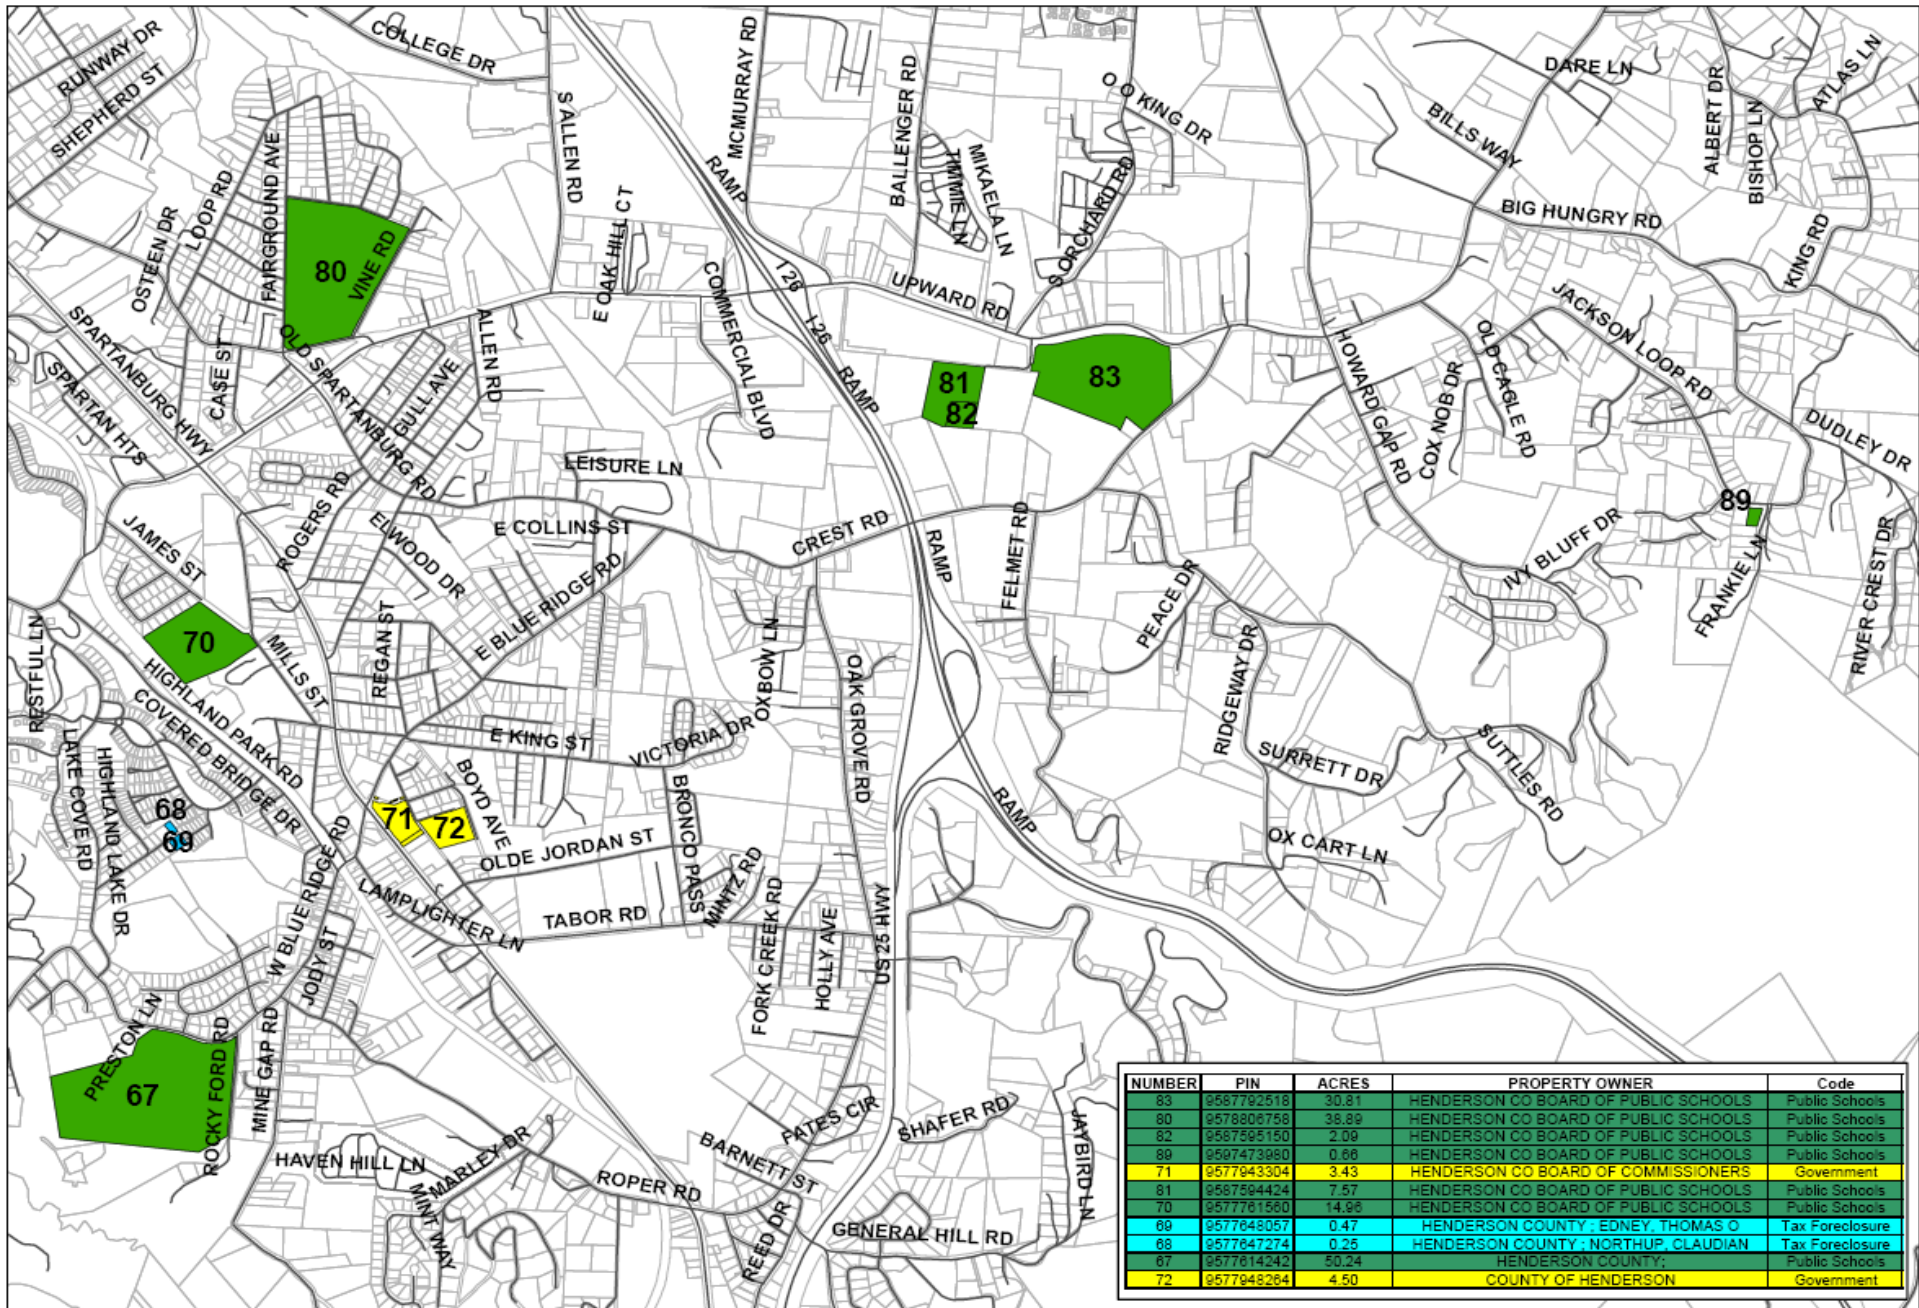 RUNWAY DR
COLLEGE DR
SHEPHERD ST
S ALLEN RD
MCMURRAY RD
BALLENGER RD
O O KING DR
DARE LN
ALBERT DR
ATLAS LN
BISHOP LN
BILLS WAY
RAMP
TIMMIE LN
MIKAELA LN
S ORCHARD RD
FAIRGROUND AVE
LOOP RD
OSTEEN DR
80
VINE RD
E OAK HILL CT
COMMERCIAL BLVD
I 26
I 26
UPWARD RD
BIG HUNGRY RD
KING RD
JACKSON LOOP RD
SPARTANBURG HWY
SPARTAN HTS
CASE ST
OLD SPARTANBURG RD
GULL AVE
ALLEN RD
RAMP
81
82
83
HOWARD GAP RD
COX NOB DR
OLD CAGLE RD
DUDLEY DR
LEISURE LN
ROGERS RD
JAMES ST
ELWOOD DR
E COLLINS ST
CREST RD
RAMP
FELMET RD
PEACE DR
IVY BLUFF DR
89
FRANKIE LN
RIVER CREST DR
E BLUE RIDGE RD
REGAN ST
70
MILLS ST
RESTFUL LN
HIGHLAND PARK RD
COVERED BRIDGE DR
LAKE COVE RD
HIGHLAND LAKE DR
OXBOW LN
OAK GROVE RD
RIDGEWAY DR
SURRETT DR
SUTTLES RD
E KING ST
VICTORIA DR
BOYD AVE
68
69
71
72
OLDE JORDAN ST
BRONCO PASS
MINTZ RD
RAMP
OX CART LN
W BLUE RIDGE RD
LAMPLIGHTER LN
JODY ST
TABOR RD
FORK CREEK RD
HOLLY AVE
US 25 HWY
PRESTON LN
67
ROCKY FORD RD
MINE GAP RD
HAVEN HILL LN
MARLEY DR
MINT WAY
ROPER RD
BARNETT ST
PATES CIR
SHAFER RD
REED DR
GENERAL HILL RD
JAYBIRD LN
NUMBER PIN ACRES PROPERTY OWNER Code
83 9587792518 30.81 HENDERSON CO BOARD OF PUBLIC SCHOOLS Public Schools
80 9578806758 38.89 HENDERSON CO BOARD OF PUBLIC SCHOOLS Public Schools
82 9587595150 2.09 HENDERSON CO BOARD OF PUBLIC SCHOOLS Public Schools
89 9597473980 0.66 HENDERSON CO BOARD OF PUBLIC SCHOOLS Public Schools
71 9577943304 3.43 HENDERSON CO BOARD OF COMMISSIONERS Government
81 9587594424 7.57 HENDERSON CO BOARD OF PUBLIC SCHOOLS Public Schools
70 9577761560 14.96 HENDERSON CO BOARD OF PUBLIC SCHOOLS Public Schools
69 9577648057 0.47 HENDERSON COUNTY ; EDNEY, THOMAS O Tax Foreclosure
68 9577647274 0.25 HENDERSON COUNTY ; NORTHUP, CLAUDIAN Tax Foreclosure
67 9577614242 50.24 HENDERSON COUNTY; Public Schools
72 9577948264 4.50 COUNTY OF HENDERSON Government